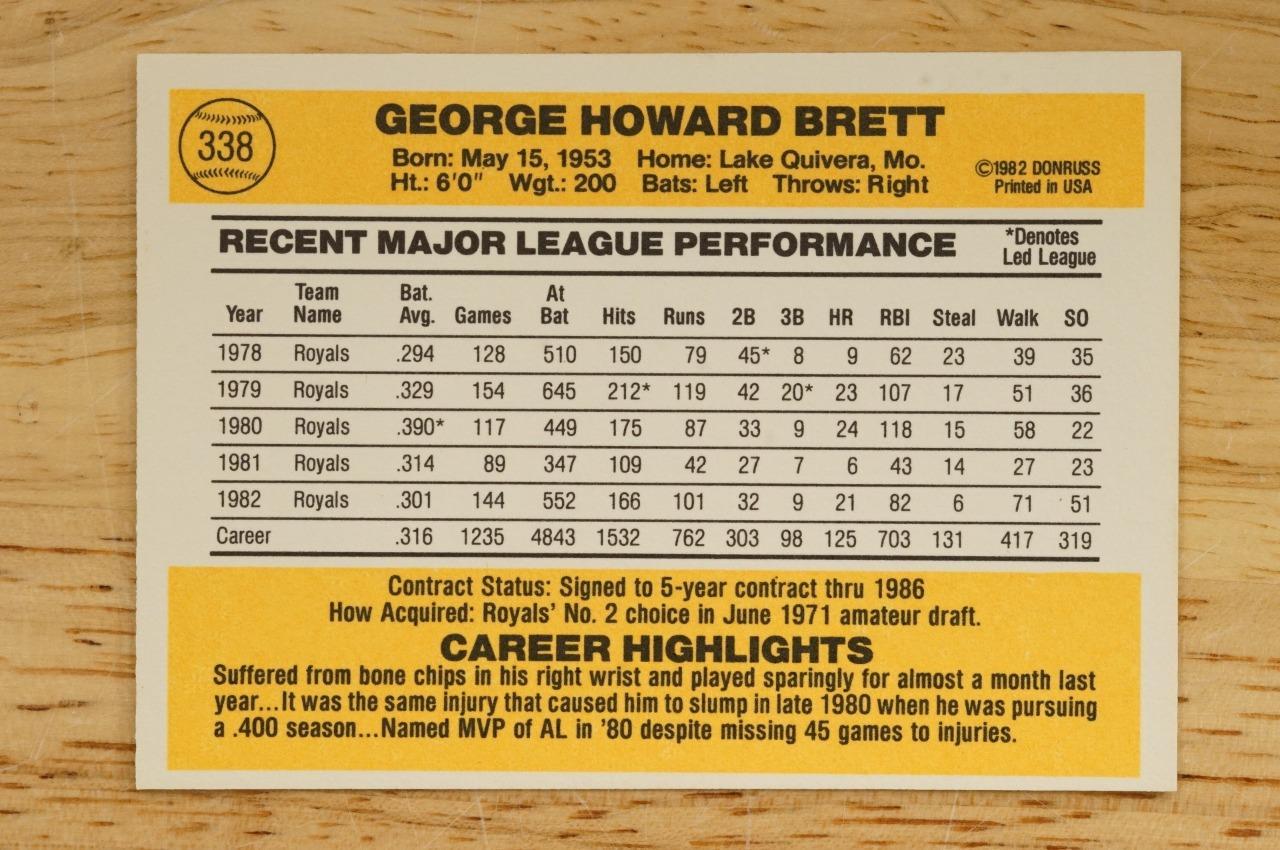 338
GEORGE HOWARD BRETT
Born: May 15, 1953 Home: Lake Quivera, Mo.
Ht.: 6'0" Wgt.: 200 Bats: Left Throws: Right
©1982 DONRUSS
Printed in USA
RECENT MAJOR LEAGUE PERFORMANCE
*Denotes
Led League
Year Team Name Bat. Avg. Games At Bat Hits Runs 2B 3B HR RBI Steal Walk SO
1978 Royals .294 128 510 150 79 45* 8 9 62 23 39 35
1979 Royals .329 154 645 212* 119 42 20* 23 107 17 51 36
1980 Royals .390* 117 449 175 87 33 9 24 118 15 58 22
1981 Royals .314 89 347 109 42 27 7 6 43 14 27 23
1982 Royals .301 144 552 166 101 32 9 21 82 6 71 51
Career .316 1235 4843 1532 762 303 98 125 703 131 417 319
Contract Status: Signed to 5-year contract thru 1986
How Acquired: Royals' No. 2 choice in June 1971 amateur draft.
CAREER HIGHLIGHTS
Suffered from bone chips in his right wrist and played sparingly for almost a month last
year...It was the same injury that caused him to slump in late 1980 when he was pursuing
a .400 season...Named MVP of AL in '80 despite missing 45 games to injuries.